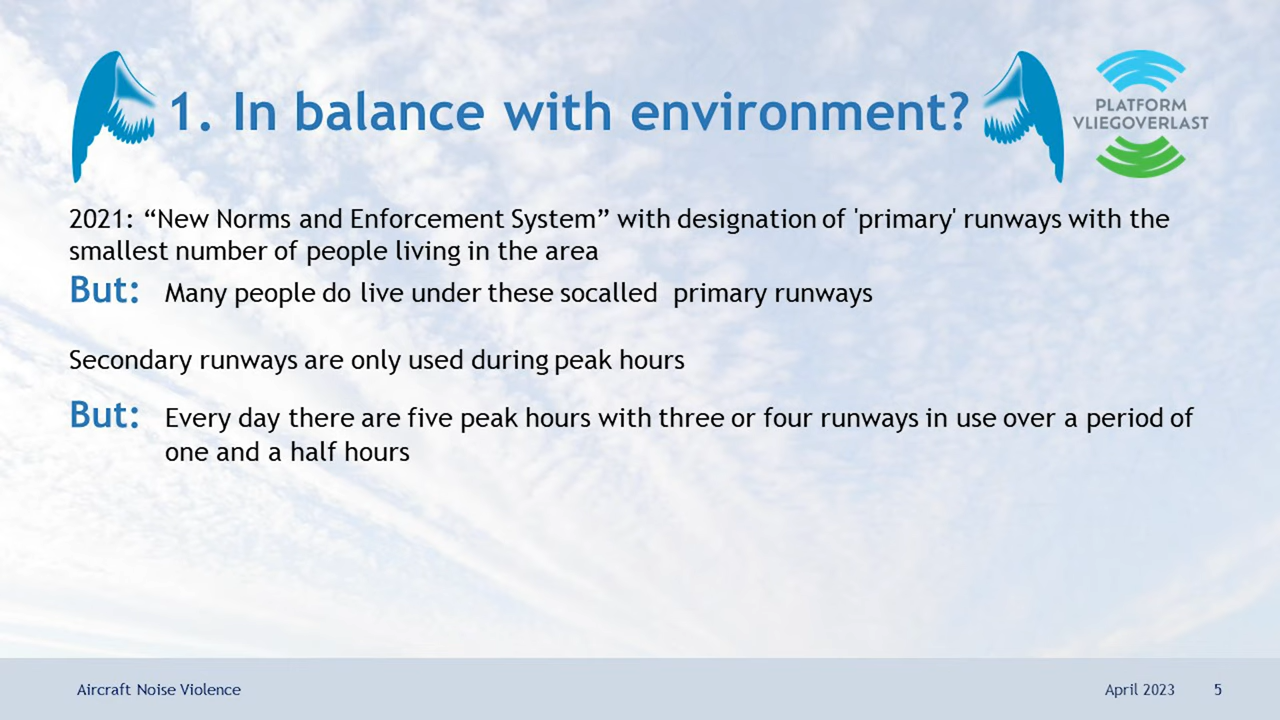 1. In balance with environment?
PLATFORM
VLIEGOVERLAST
2021: “New Norms and Enforcement System” with designation of 'primary' runways with the
smallest number of people living in the area
But: Many people do live under these socalled  primary runways
Secondary runways are only used during peak hours
But: Every day there are five peak hours with three or four runways in use over a period of
one and a half hours
Aircraft Noise Violence
April 2023 5